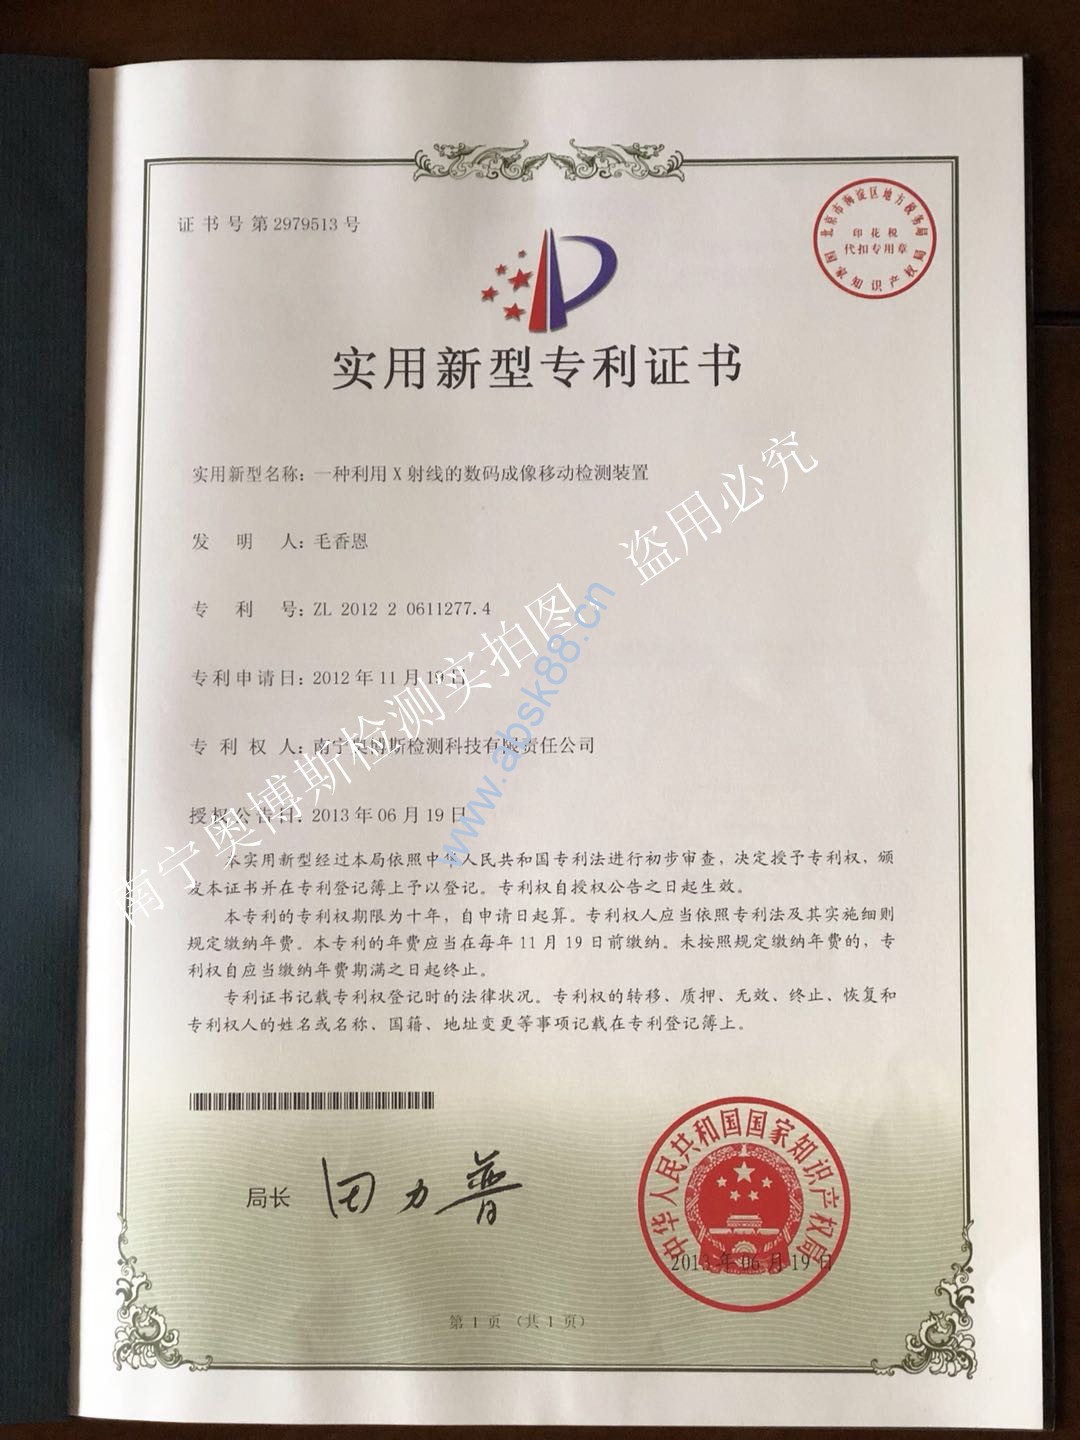 证书号第2979513号
北京市海淀区地方税务局
印花税
代扣专用章
国家知识产权局
实用新型专利证书
实用新型名称：一种利用X射线的数码成像移动检测装置
发明人：毛香恩
专利号：ZL 2012 2 0611277.4
专利申请日：2012年11月19日
专利权人：南宁奥博斯检测科技有限责任公司
授权公告日：2013年06月19日
本实用新型经过本局依照中华人民共和国专利法进行初步审查，决定授予专利权，颁
发本证书并在专利登记簿上予以登记。专利权自授权公告之日起生效。
本专利的专利权期限为十年，自申请日起算。专利权人应当依照专利法及其实施细则
规定缴纳年费。本专利的年费应当在每年11月19日前缴纳。未按照规定缴纳年费的，专
利权自应当缴纳年费期满之日起终止。
专利证书记载专利权登记时的法律状况。专利权的转移、质押、无效、终止、恢复和
专利权人的姓名或名称、国籍、地址变更等事项记载在专利登记簿上。
局长 田力普
中华人民共和国国家知识产权局
2013年06月19日
第1页（共1页）
南宁奥博斯检测实拍图，盗用必究
www.absk88.cn